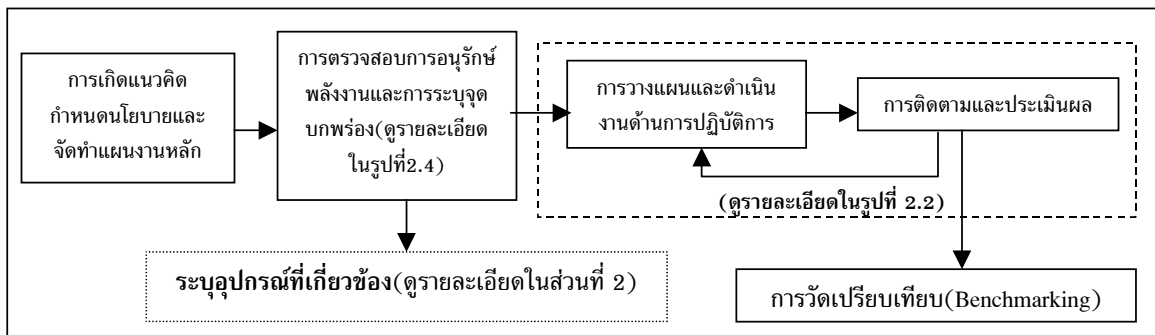 การเกิดแนวคิด
กำหนดนโยบายและ
จัดทำแผนงานหลัก
การตรวจสอบการอนุรักษ์
พลังงานและการระบุจุด
บกพร่อง(ดูรายละเอียด
ในรูปที่2.4)
การวางแผนและดำเนิน
งานด้านการปฏิบัติการ
การติดตามและประเมินผล
(ดูรายละเอียดในรูปที่ 2.2)
ระบุอุปกรณ์ที่เกี่ยวข้อง(ดูรายละเอียดในส่วนที่ 2)
การวัดเปรียบเทียบ(Benchmarking)